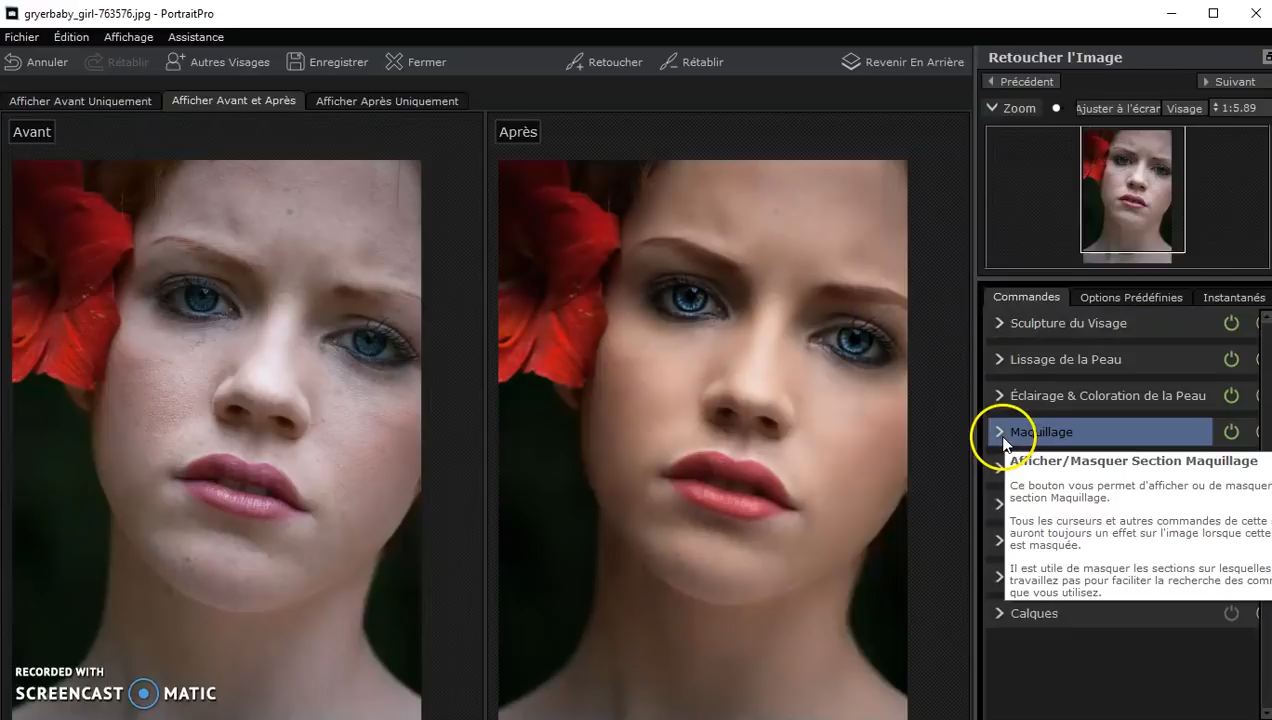 gryerbaby_girl-763576.jpg - PortraitPro
Fichier Édition Affichage Assistance
Annuler Rétablir Autres Visages Enregistrer Fermer Retoucher Rétablir Revenir En Arrière
Afficher Avant Uniquement Afficher Avant et Après Afficher Après Uniquement
Avant
Après
Retoucher l'Image
Précédent Suivant
Zoom Ajuster à l'écran Visage 1:5.89
Commandes Options Prédéfinies Instantanés
Sculpture du Visage
Lissage de la Peau
Éclairage & Coloration de la Peau
Maquillage
Afficher/Masquer Section Maquillage
Ce bouton vous permet d'afficher ou de masquer
section Maquillage.
Tous les curseurs et autres commandes de cette
auront toujours un effet sur l'image lorsque cette
est masquée.
Il est utile de masquer les sections sur lesquelles
travaillez pas pour faciliter la recherche des com
que vous utilisez.
Calques
RECORDED WITH
SCREENCAST MATIC